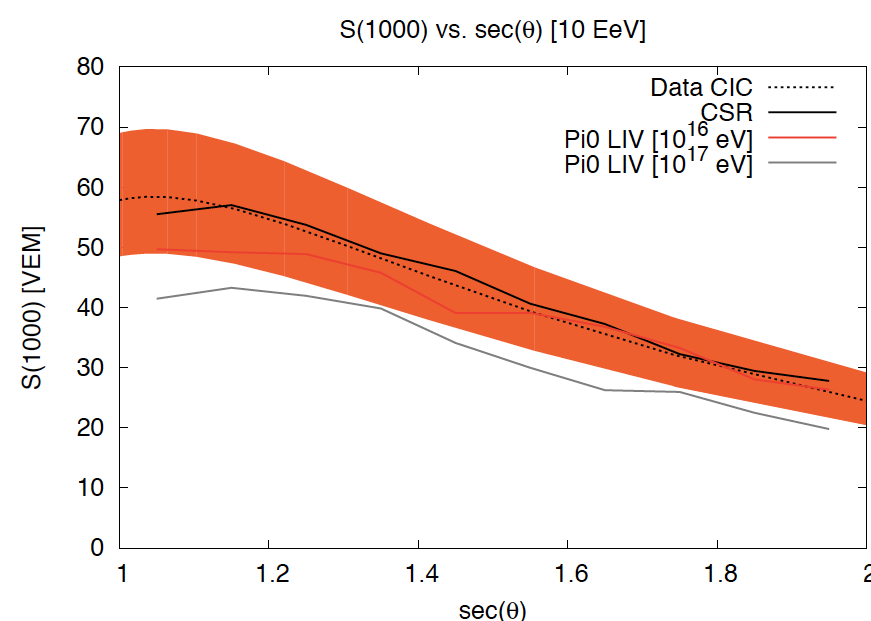 S(1000) vs. sec(θ) [10 EeV]
80
70
60
50
40
30
20
10
0
S(1000) [VEM]
Data CIC
CSR
Pi0 LIV [10^16 eV]
Pi0 LIV [10^17 eV]
1 1.2 1.4 1.6 1.8 2
sec(θ)